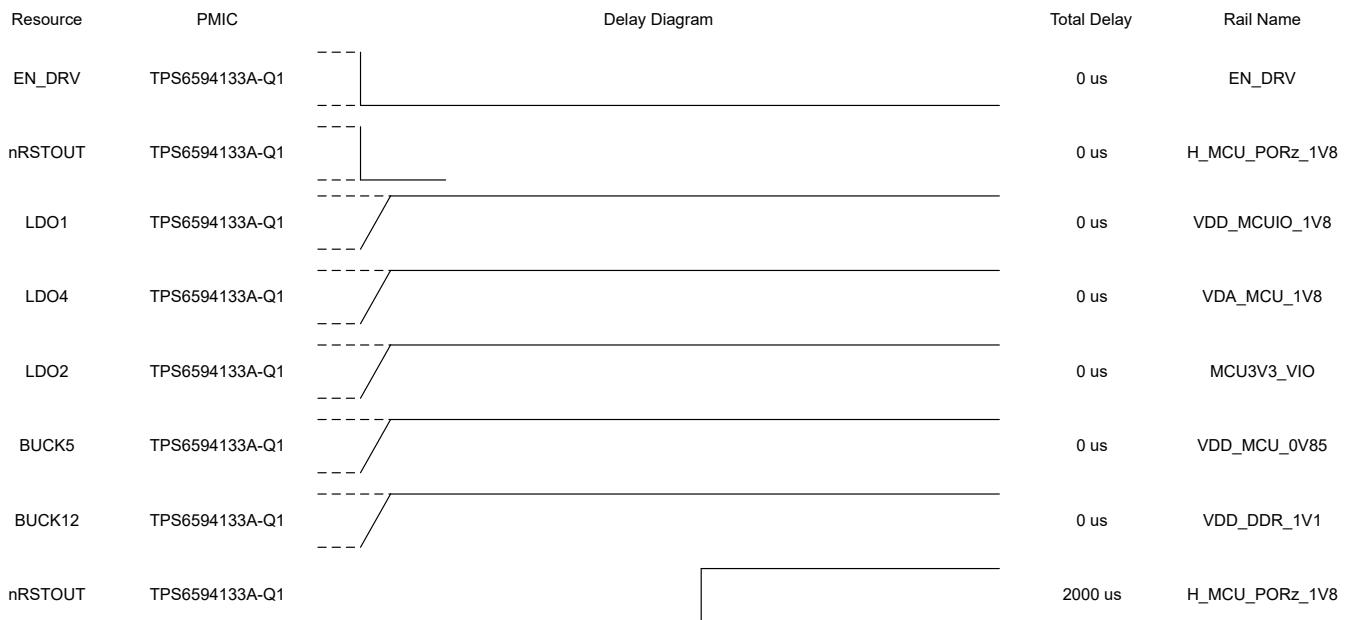 Resource PMIC Delay Diagram Total Delay Rail Name
EN_DRV TPS6594133A-Q1 0 us EN_DRV
nRSTOUT TPS6594133A-Q1 0 us H_MCU_PORz_1V8
LDO1 TPS6594133A-Q1 0 us VDD_MCUIO_1V8
LDO4 TPS6594133A-Q1 0 us VDA_MCU_1V8
LDO2 TPS6594133A-Q1 0 us MCU3V3_VIO
BUCK5 TPS6594133A-Q1 0 us VDD_MCU_0V85
BUCK12 TPS6594133A-Q1 0 us VDD_DDR_1V1
nRSTOUT TPS6594133A-Q1 2000 us H_MCU_PORz_1V8